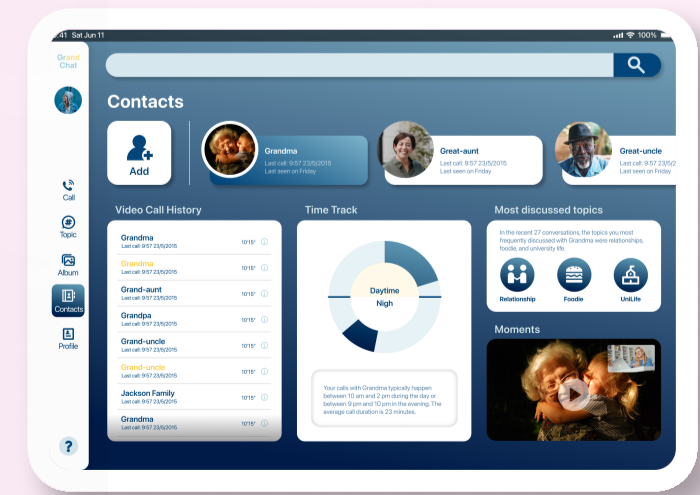 :41 Sat Jun 11
100%
Grand
Chat
Contacts
Add
Grandma
Last call: 9:57 23/5/2015
Last seen on Friday
Great-aunt
Last call: 9:57 23/5/2015
Last seen on Friday
Great-uncle
Last call: 9:57 23/5/2
Last seen on Friday
Call
Topic
Album
Contacts
Profile
?
Video Call History
Grandma
Last call: 9:57 23/5/2015
10'15"
Grandma
Last call: 9:57 23/5/2015
10'15"
Grand-aunt
Last call: 9:57 23/5/2015
10'15"
Grandpa
Last call: 9:57 23/5/2015
10'15"
Grand-uncle
Last call: 9:57 23/5/2015
10'15"
Grand-uncle
Last call: 9:57 23/5/2015
10'15"
Jackson Family
Last call: 9:57 23/5/2015
10'15"
Grandma
Last call: 9:57 23/5/2015
10'15"
Time Track
Daytime
Nigh
Your calls with Grandma typically happen
between 10 am and 2 pm during the day or
between 9 pm and 10 pm in the evening. The
average call duration is 23 minutes.
Most discussed topics
In the recent 27 conversations, the topics you most
frequently discussed with Grandma were relationships,
foodie, and university life.
Relationship
Foodie
UniLife
Moments